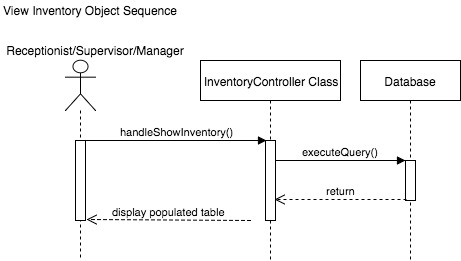 View Inventory Object Sequence
Receptionist/Supervisor/Manager
InventoryController Class
Database
handleShowInventory()
executeQuery()
return
display populated table